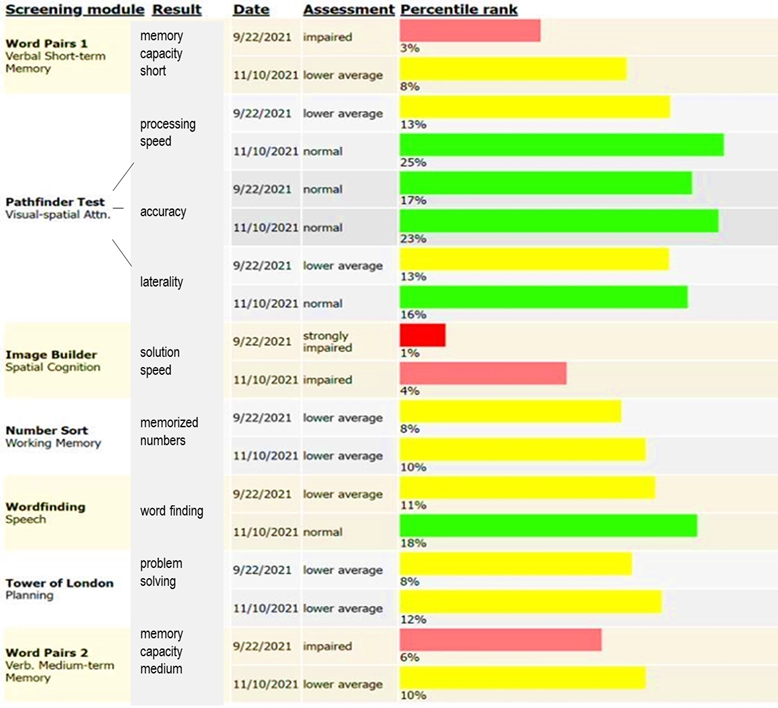 Screening module Result Date Assessment Percentile rank
Word Pairs 1
Verbal Short-term
Memory
memory
capacity
short
9/22/2021 impaired 3%
11/10/2021 lower average 8%
Pathfinder Test
Visual-spatial Attn.
processing
speed
9/22/2021 lower average 13%
11/10/2021 normal 25%
accuracy
9/22/2021 normal 17%
11/10/2021 normal 23%
laterality
9/22/2021 lower average 13%
11/10/2021 normal 16%
Image Builder
Spatial Cognition
solution
speed
9/22/2021 strongly
impaired 1%
11/10/2021 impaired 4%
Number Sort
Working Memory
memorized
numbers
9/22/2021 lower average 8%
11/10/2021 lower average 10%
Wordfinding
Speech
word finding
9/22/2021 lower average 11%
11/10/2021 normal 18%
Tower of London
Planning
problem
solving
9/22/2021 lower average 8%
11/10/2021 lower average 12%
Word Pairs 2
Verb. Medium-term
Memory
memory
capacity
medium
9/22/2021 impaired 6%
11/10/2021 lower average 10%